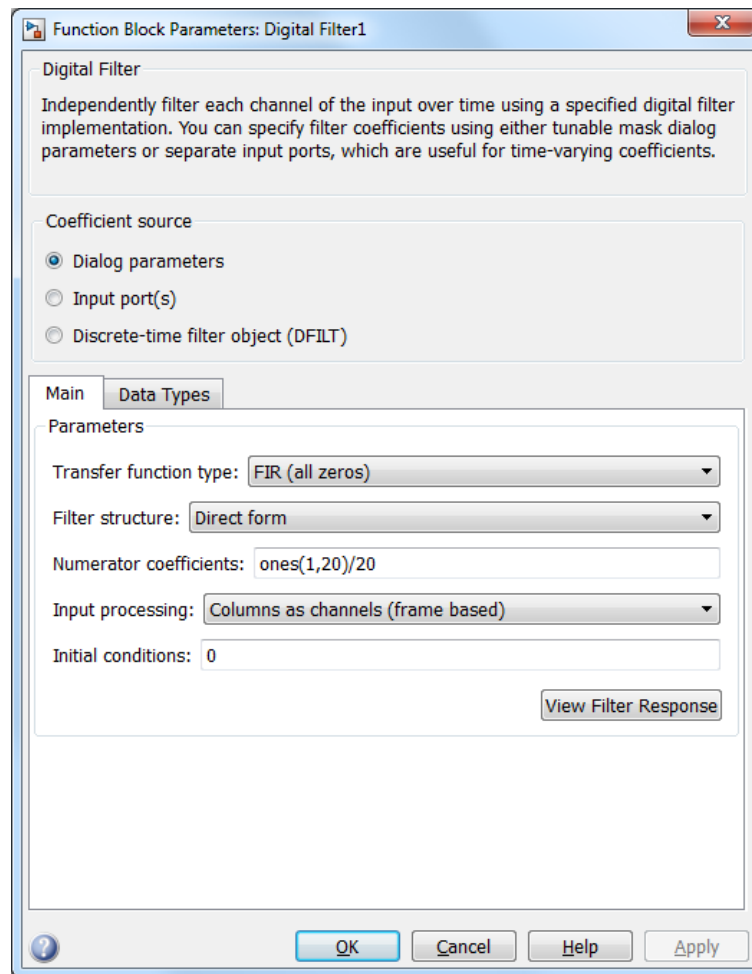 Function Block Parameters: Digital Filter1
Digital Filter
Independently filter each channel of the input over time using a specified digital filter
implementation. You can specify filter coefficients using either tunable mask dialog
parameters or separate input ports, which are useful for time-varying coefficients.
Coefficient source
Dialog parameters
Input port(s)
Discrete-time filter object (DFILT)
Main Data Types
Parameters
Transfer function type: FIR (all zeros)
Filter structure: Direct form
Numerator coefficients: ones(1,20)/20
Input processing: Columns as channels (frame based)
Initial conditions: 0
View Filter Response
? OK Cancel Help Apply